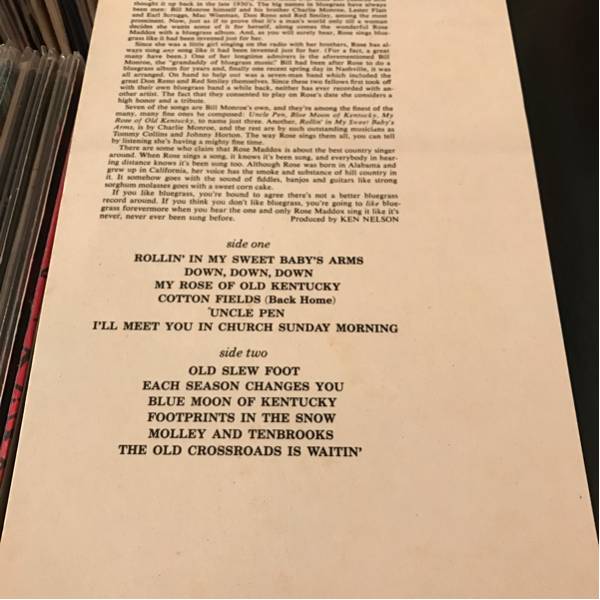 thought it up back in the late 1930's. The big names in bluegrass have always
been men: Bill Monroe himself and his brother Charlie Monroe, Lester Flatt
and Earl Scruggs, Mac Wiseman, Don Reno and Red Smiley, among the most
prominent. Now, just as if to prove that it's a man's world only till a woman
decides she wants some of it for herself, along comes the wonderful Rose
Maddox with a bluegrass album. And, as you will surely hear, Rose sings blue-
grass like it had been invented just for her.
Since she was a little girl singing on the radio with her brothers, Rose has al-
ways sung any song like it had been invented just for her. (For a fact, a great
many have been.) One of her longtime admirers is the aforementioned Bill
Monroe, the "granddaddy of bluegrass music." Bill had been after Rose to do a
bluegrass album for years and, finally one recent spring day in Nashville, it was
all arranged. On hand to help out was a seven-man band which included the
great Don Reno and Red Smiley themselves. Since these two fellows first took off
with their own bluegrass band a while back, neither has ever recorded with an-
other artist. The fact that they consented to play on Rose's date she considers a
high honor and a tribute.
Seven of the songs are Bill Monroe's own, and they're among the finest of the
many, many fine ones he composed: Uncle Pen, Blue Moon of Kentucky, My
Rose of Old Kentucky, to name just three. Another, Rollin' in My Sweet Baby's
Arms, is by Charlie Monroe, and the rest are by such outstanding musicians as
Tommy Collins and Johnny Horton. The way Rose sings them all, you can tell
by listening she's having a mighty fine time.
There are some who claim that Rose Maddox is about the best country singer
around. When Rose sings a song, it knows it's been sung, and everybody in hear-
ing distance knows it's been sung too. Although Rose was born in Alabama and
grew up in California, her voice has the smoke and substance of hill country in
it. It somehow goes with the sound of fiddles, banjos and guitars like strong
sorghum molasses goes with a sweet corn cake.
If you like bluegrass, you're bound to agree there's not a better bluegrass
record around. If you think you don't like bluegrass, you're going to like blue-
grass forevermore when you hear the one and only Rose Maddox sing it like it's
never, never ever been sung before. Produced by KEN NELSON
side one
ROLLIN' IN MY SWEET BABY'S ARMS
DOWN, DOWN, DOWN
MY ROSE OF OLD KENTUCKY
COTTON FIELDS (Back Home)
UNCLE PEN
I'LL MEET YOU IN CHURCH SUNDAY MORNING
side two
OLD SLEW FOOT
EACH SEASON CHANGES YOU
BLUE MOON OF KENTUCKY
FOOTPRINTS IN THE SNOW
MOLLEY AND TENBROOKS
THE OLD CROSSROADS IS WAITIN'